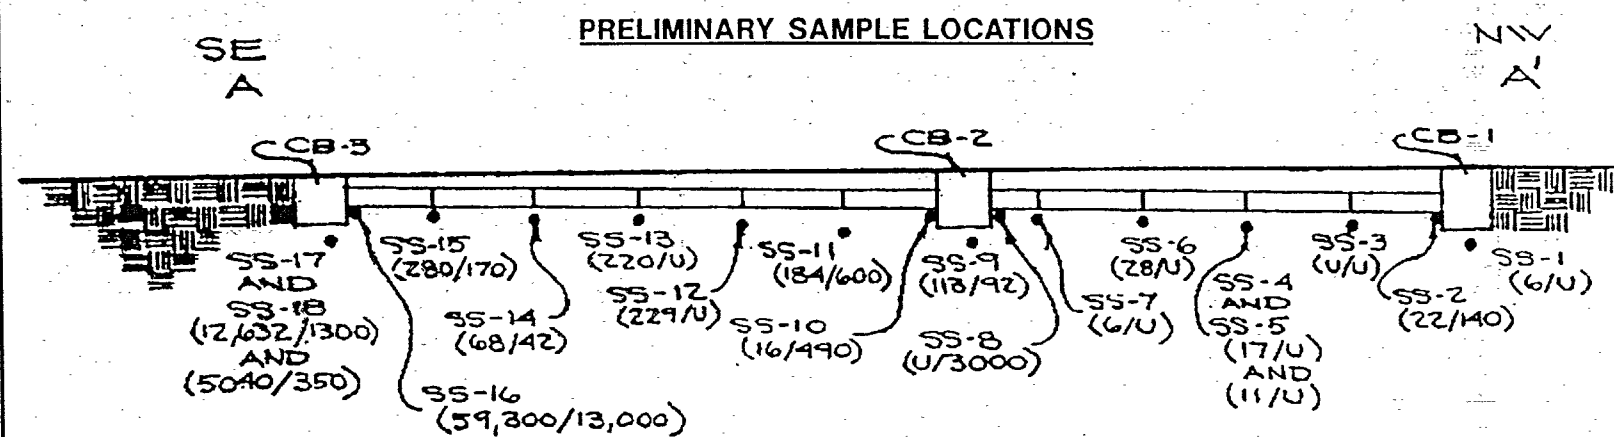 PRELIMINARY SAMPLE LOCATIONS
SE
A
NW
A'
CB-3
CB-2
CB-1
SS-17
AND
SS-18
(12,632/1300)
AND
(5040/350)
SS-16
(59,300/13,000)
SS-15
(280/170)
SS-14
(68/42)
SS-13
(220/U)
SS-12
(229/U)
SS-11
(184/600)
SS-10
(16/490)
SS-9
(113/92)
SS-8
(U/3000)
SS-7
(6/U)
SS-6
(28/U)
SS-4
AND
SS-5
(17/U)
AND
(11/U)
SS-3
(U/U)
SS-2
(22/140)
SS-1
(6/U)